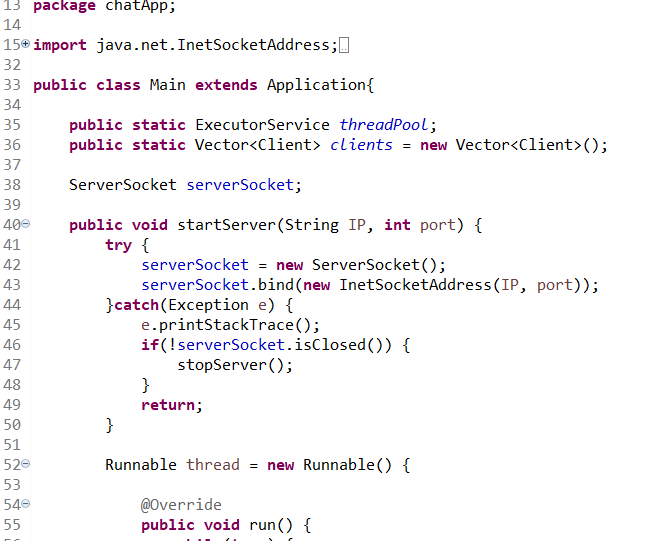 13 package chatApp;
14
15 import java.net.InetSocketAddress;
32
33 public class Main extends Application{
34
35     public static ExecutorService threadPool;
36     public static Vector<Client> clients = new Vector<Client>();
37
38     ServerSocket serverSocket;
39
40     public void startServer(String IP, int port) {
41         try {
42             serverSocket = new ServerSocket();
43             serverSocket.bind(new InetSocketAddress(IP, port));
44         }catch(Exception e) {
45             e.printStackTrace();
46             if(!serverSocket.isClosed()) {
47                 stopServer();
48             }
49             return;
50         }
51
52         Runnable thread = new Runnable() {
53
54             @Override
55             public void run() {